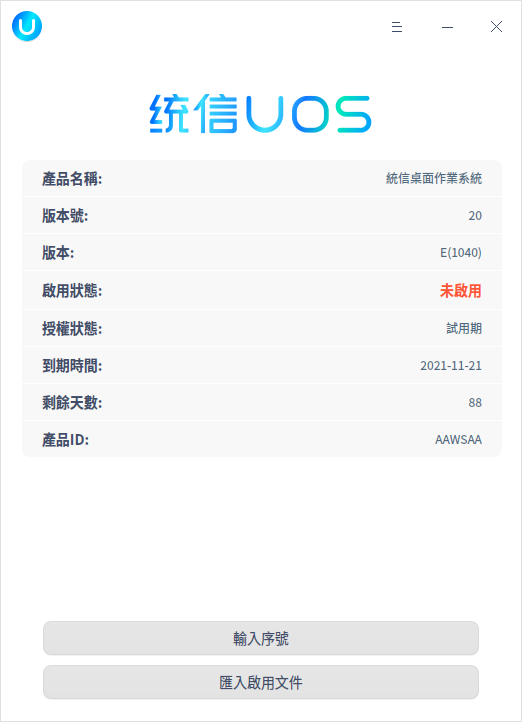 统信UOS
產品名稱: 統信桌面作業系統
版本號: 20
版本: E(1040)
啟用狀態: 未啟用
授權狀態: 試用期
到期時間: 2021-11-21
剩餘天數: 88
產品ID: AAWSAA
輸入序號
匯入啟用文件